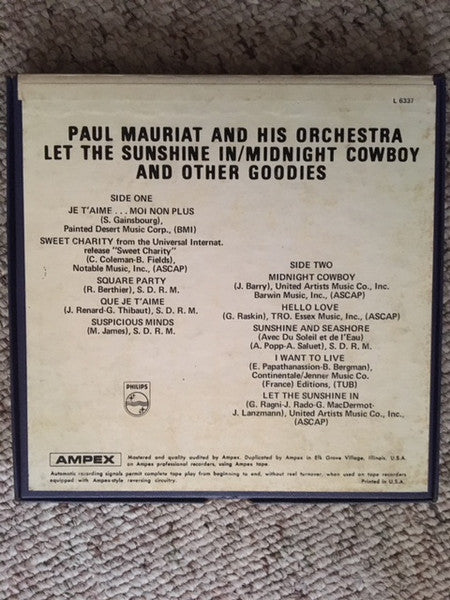 L 6337
PAUL MAURIAT AND HIS ORCHESTRA
LET THE SUNSHINE IN/MIDNIGHT COWBOY
AND OTHER GOODIES
SIDE ONE
JE T'AIME . . . MOI NON PLUS
(S. Gainsbourg),
Painted Desert Music Corp., (BMI)
SWEET CHARITY from the Universal Internat.
release "Sweet Charity"
(C. Coleman-B. Fields),
Notable Music, Inc., (ASCAP)
SQUARE PARTY
(R. Berthier), S. D. R. M.
QUE JE T'AIME
(J. Renard-G. Thibaut), S. D. R. M.
SUSPICIOUS MINDS
(M. James), S. D. R. M.
SIDE TWO
MIDNIGHT COWBOY
(J. Barry), United Artists Music Co., Inc.
Barwin Music, Inc., (ASCAP)
HELLO LOVE
(G. Raskin), TRO. Essex Music, Inc., (ASCAP)
SUNSHINE AND SEASHORE
(Avec Du Soleil et de l'Eau)
(A. Popp-A. Saluet), S. D. R. M.
I WANT TO LIVE
(E. Papathanassion-B. Bergman),
Continentale/Jenner Music Co.
(France) Editions, (TUB)
LET THE SUNSHINE IN
(G. Ragni-J. Rado-G. MacDermot-
J. Lanzmann), United Artists Music Co., Inc.,
(ASCAP)
PHILIPS
AMPEX
Mastered and quality audited by Ampex. Duplicated by Ampex in Elk Grove Village, Illinois, U.S.A.
on Ampex professional recorders, using Ampex tape.
Automatic recording signals permit complete tape play from beginning to end, without reel turnover, when used on tape recorders
equipped with Ampex-style reversing circuitry.
Printed in U.S.A.